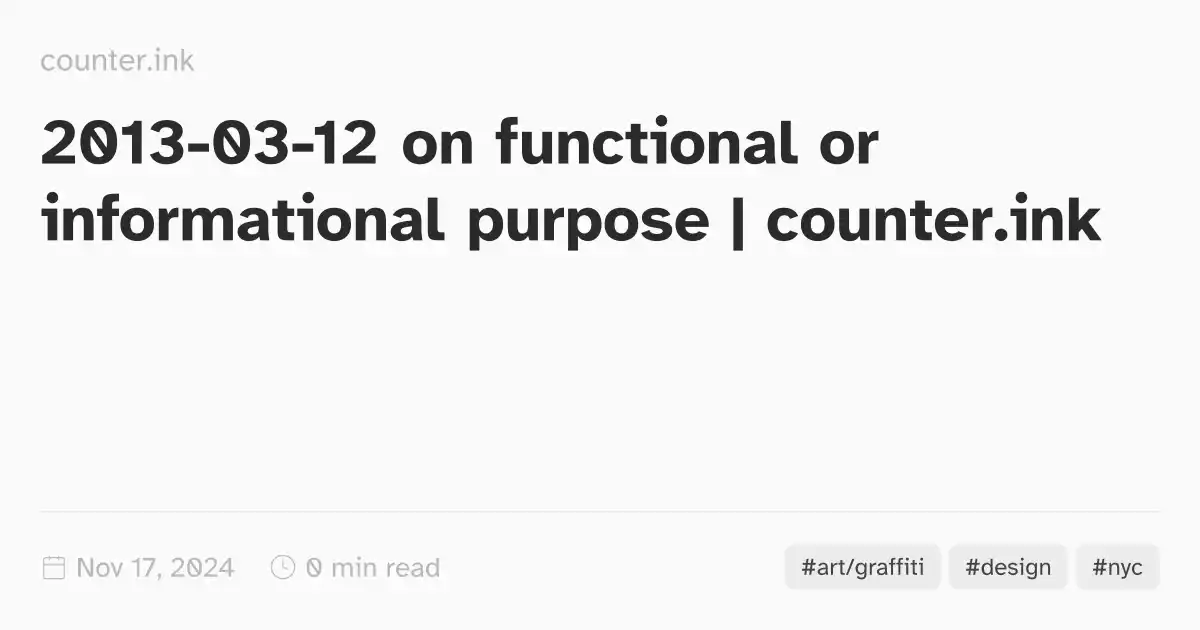 counter.ink
2013-03-12 on functional or
informational purpose | counter.ink
Nov 17, 2024 0 min read #art/graffiti #design #nyc